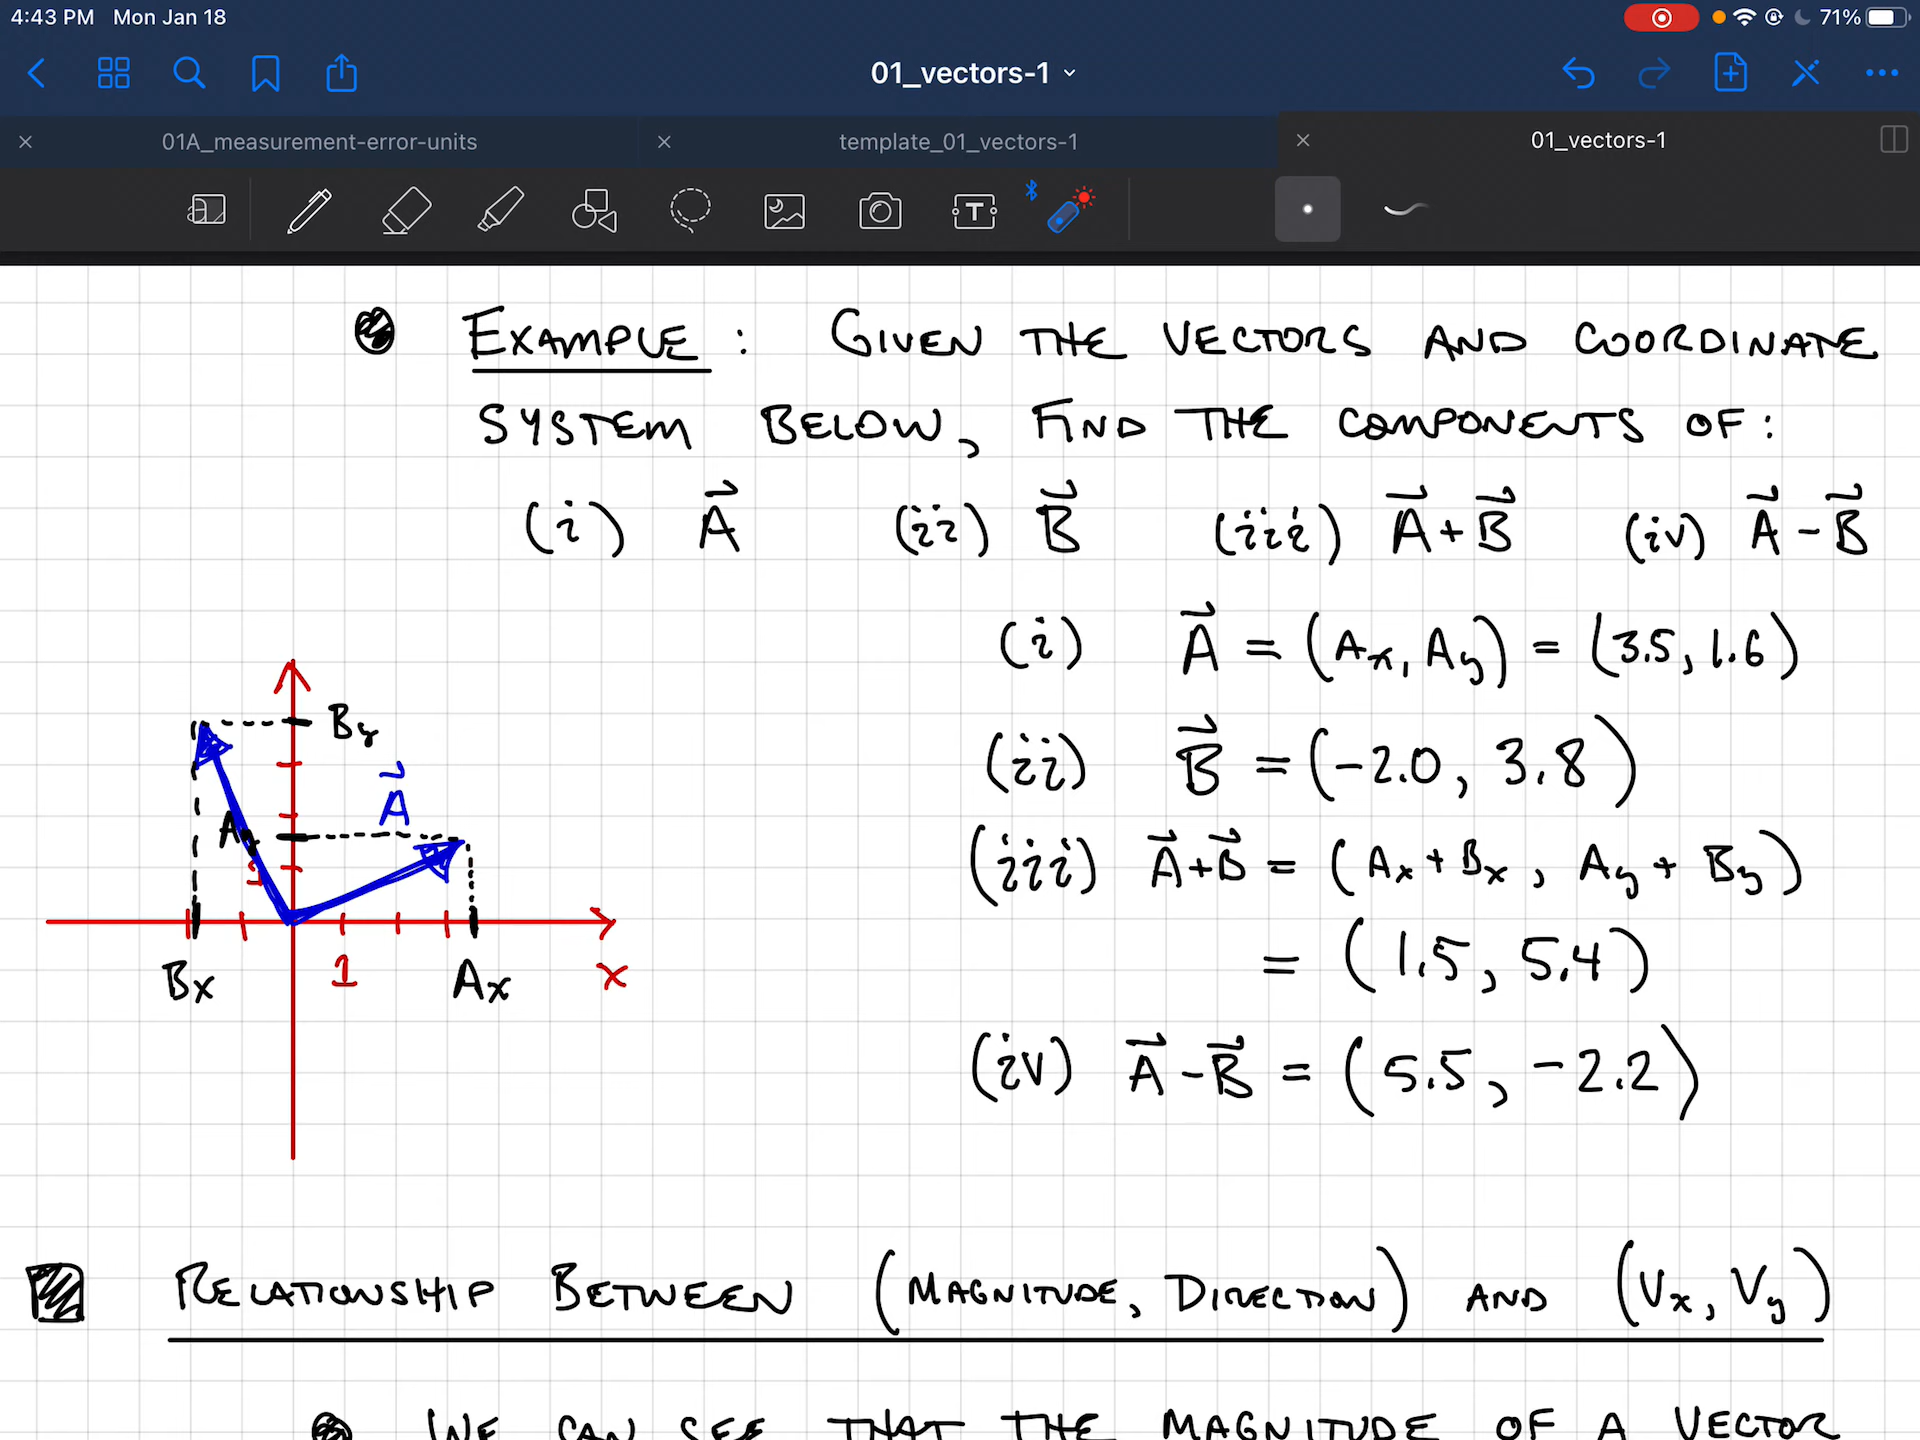 4:43 PM Mon Jan 18 71%
01_vectors-1
01A_measurement-error-units template_01_vectors-1 01_vectors-1
EXAMPLE : GIVEN THE VECTORS AND COORDINATE
SYSTEM BELOW, FIND THE COMPONENTS OF:
(i) A⃗ (ii) B⃗ (iii) A⃗ + B⃗ (iv) A⃗ - B⃗
(i) A⃗ = (Ax, Ay) = (3.5, 1.6)
(ii) B⃗ = (-2.0, 3.8)
(iii) A⃗ + B⃗ = (Ax + Bx, Ay + By)
= (1.5, 5.4)
(iv) A⃗ - B⃗ = (5.5, -2.2)
By
A⃗
Ay
1
Bx 1 Ax x
RELATIONSHIP BETWEEN (MAGNITUDE, DIRECTION) AND (Vx, Vy)
WE CAN SEE THAT THE MAGNITUDE OF A VECTOR